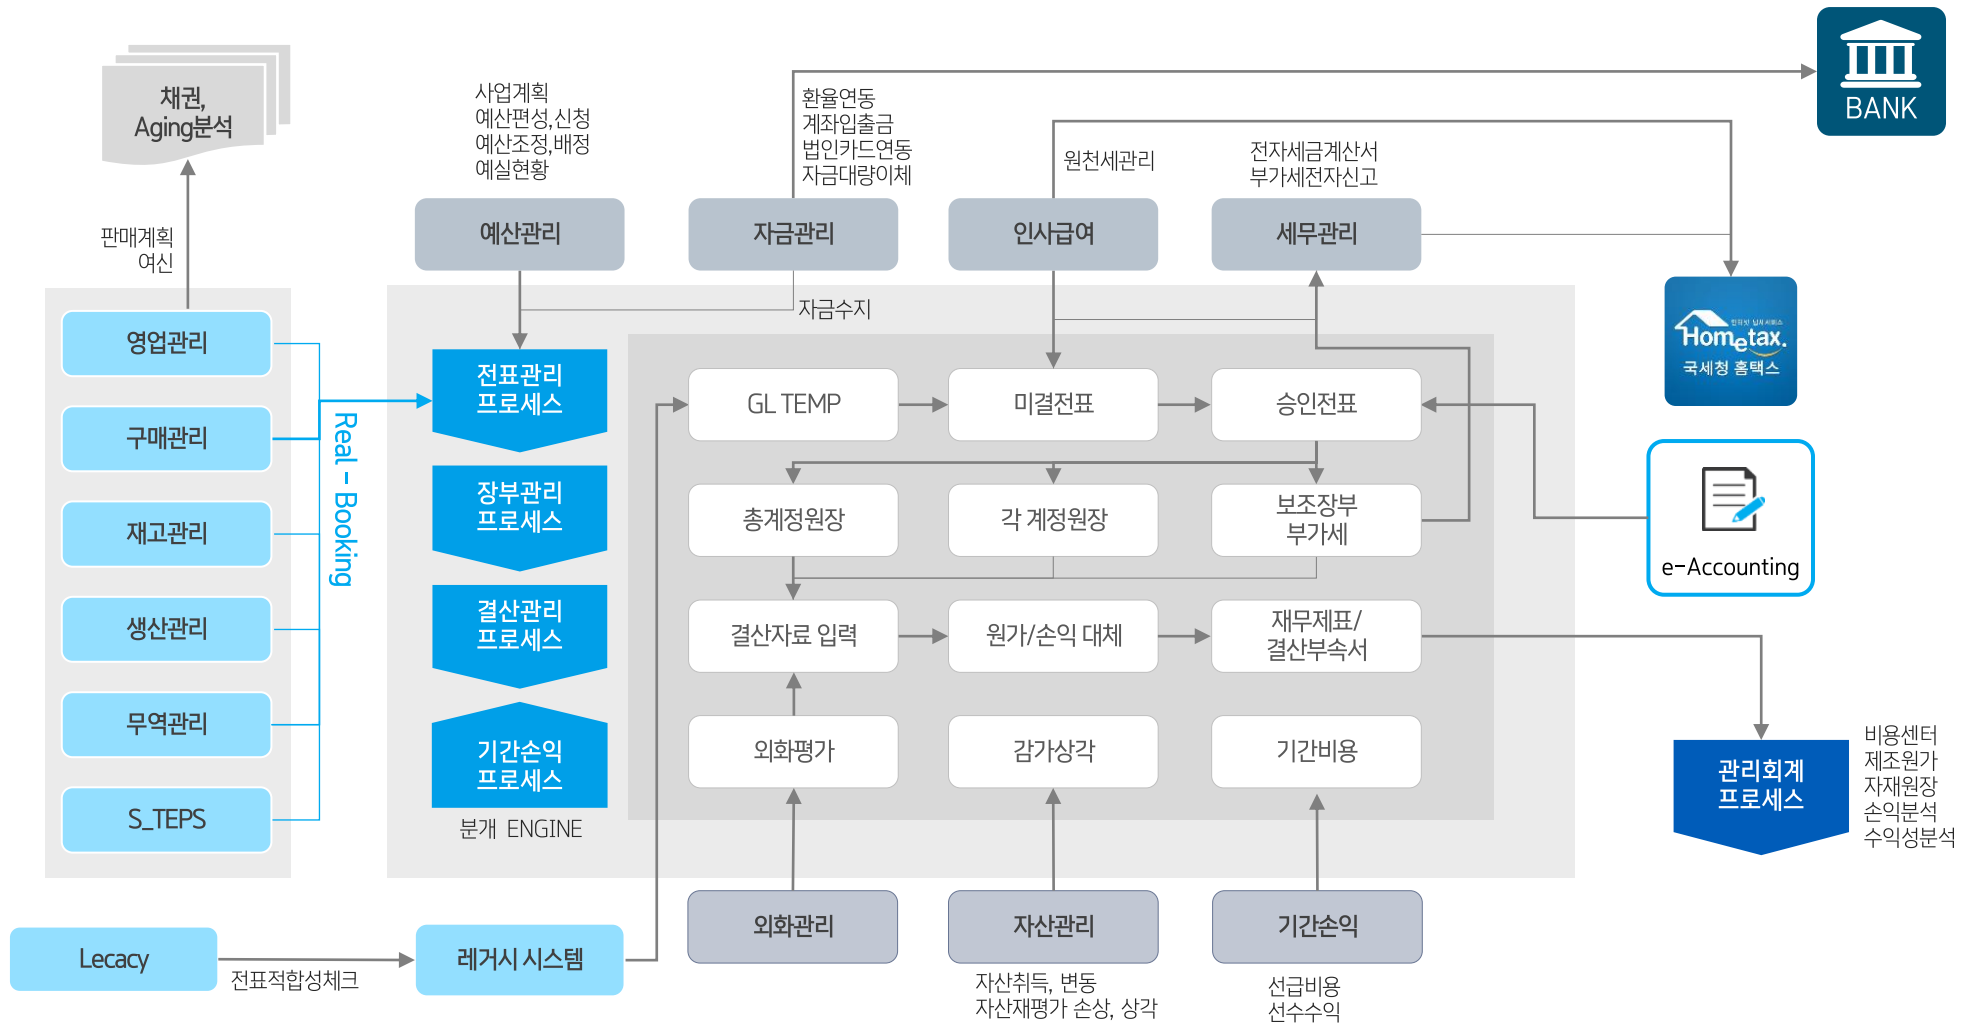 BANK
채권,
Aging분석
사업계획
예산편성,신청
예산조정,배정
예실현황
환율연동
계좌입출금
법인카드연동
자금대량이체
원천세관리
전자세금계산서
부가세전자신고
판매계획
여신
예산관리
자금관리
인사급여
세무관리
자금수지
Hometax.
국세청 홈택스
영업관리
구매관리
재고관리
생산관리
무역관리
S_TEPS
Real - Booking
전표관리
프로세스
GL TEMP
미결전표
승인전표
장부관리
프로세스
총계정원장
각 계정원장
보조장부
부가세
e-Accounting
결산관리
프로세스
결산자료 입력
원가/손익 대체
재무제표/
결산부속서
기간손익
프로세스
외화평가
감가상각
기간비용
분개 ENGINE
관리회계
프로세스
비용센터
제조원가
자재원장
손익분석
수익성분석
외화관리
자산관리
기간손익
Lecacy
전표적합성체크
레거시 시스템
자산취득, 변동
자산재평가 손상, 상각
선급비용
선수수익